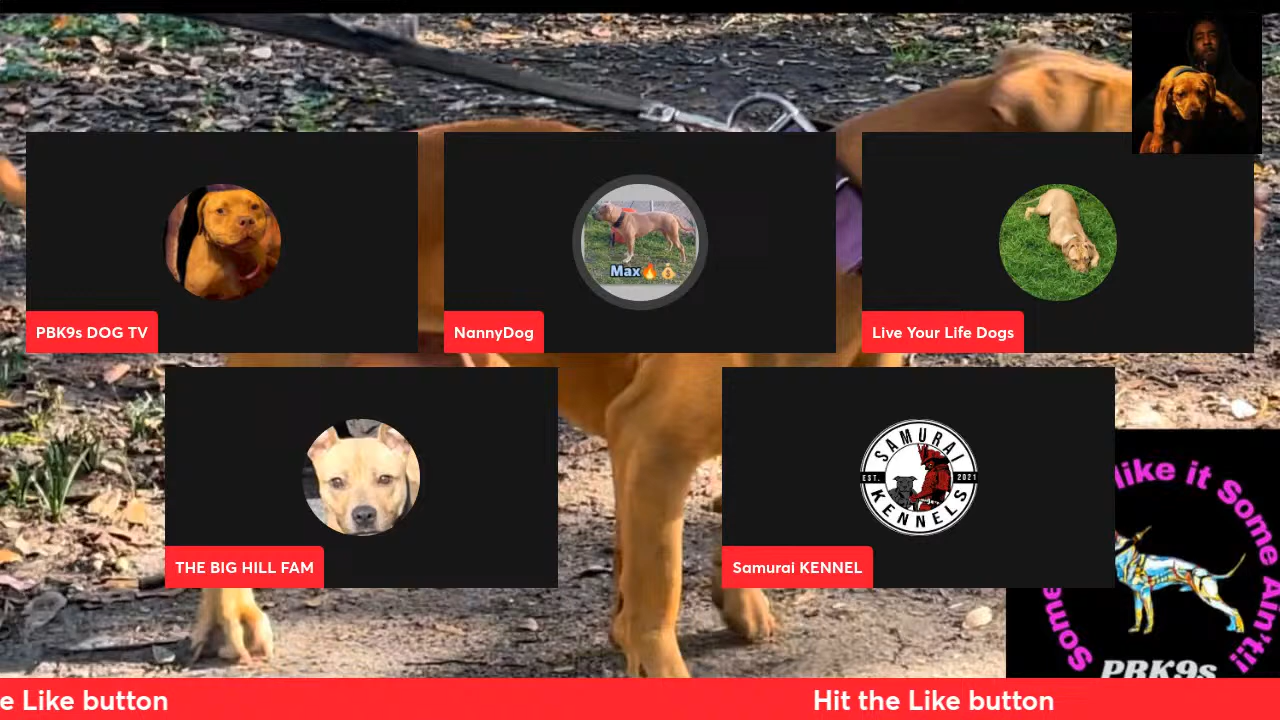 Max🔥💰
PBK9s DOG TV
NannyDog
Live Your Life Dogs
SAMURAI
EST. 2021
KENNELS
THE BIG HILL FAM
Samurai KENNEL
like it Some Ain't!!
Some
PBK9s
e Like button
Hit the Like button